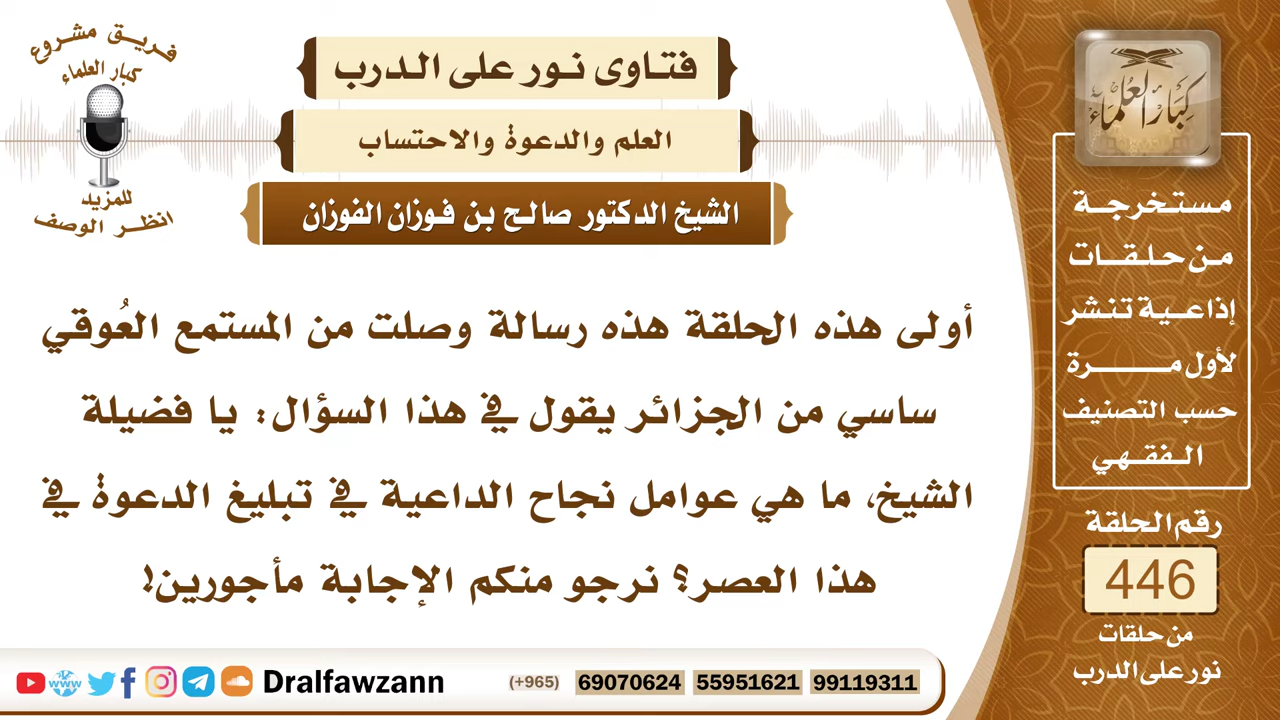 فريق مشروع
كبار العلماء
للمزيد
انظر الوصف
فتاوى نور على الدرب
العلم والدعوة والاحتساب
الشيخ الدكتور صالح بن فوزان الفوزان
أولى هذه الحلقة هذه رسالة وصلت من المستمع العُوقي
ساسي من الجزائر يقول في هذا السؤال: يا فضيلة
الشيخ، ما هي عوامل نجاح الداعية في تبليغ الدعوة في
هذا العصر؟ نرجو منكم الإجابة مأجورين!
كبار العلماء
مستخرجة
من حلقات
إذاعية تنشر
لأول مرة
حسب التصنيف
الفقهي
رقم الحلقة
446
من حلقات
نور على الدرب
www Dralfawzann (+965) 69070624 55951621 99119311